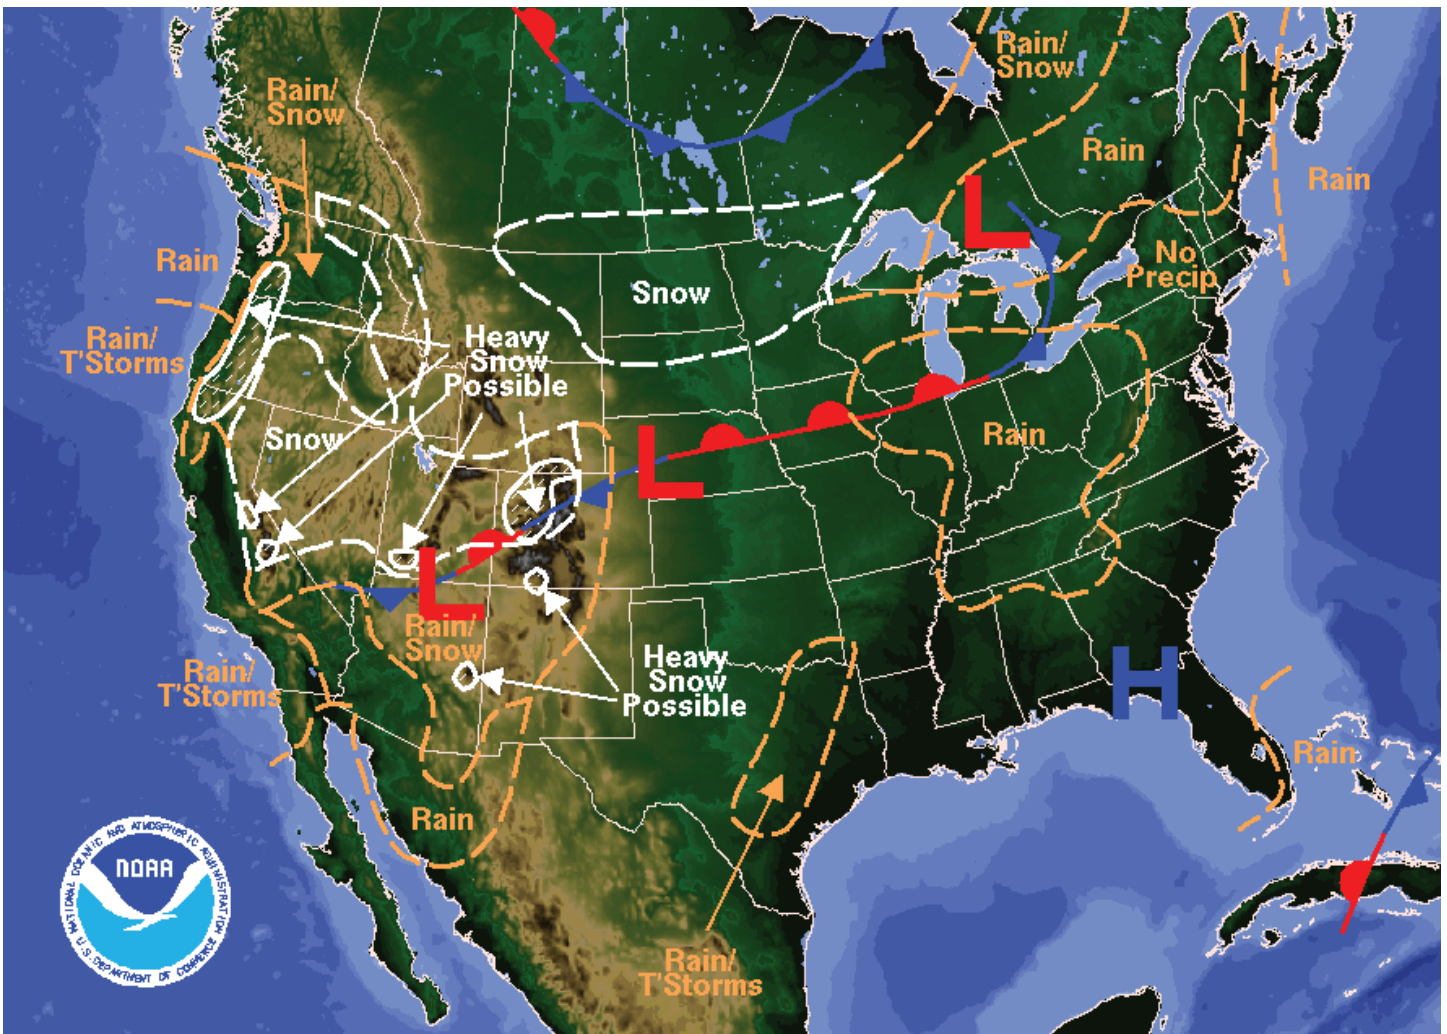 Rain/
Snow
Rain/
Snow
Rain
Rain
L
No
Precip
Rain
Snow
Rain/
T'Storms
Heavy
Snow
Possible
Snow
Rain
L
L
Rain/
Snow
Heavy
Snow
Possible
H
Rain/
T'Storms
Rain
Rain
NOAA
NATIONAL OCEANIC AND ATMOSPHERIC ADMINISTRATION
U.S. DEPARTMENT OF COMMERCE
Rain/
T'Storms